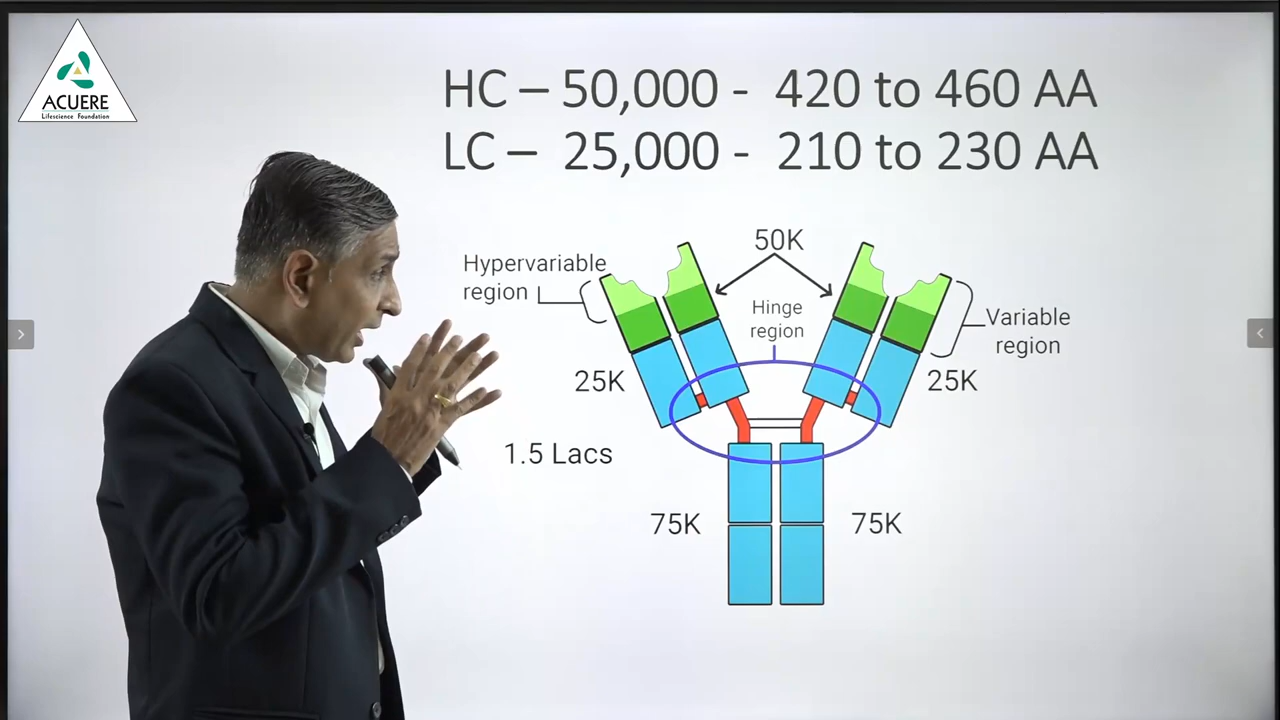 ACUERE
Lifescience Foundation
HC – 50,000 - 420 to 460 AA
LC – 25,000 - 210 to 230 AA
50K
Hypervariable
region
Hinge
region
Variable
region
25K
25K
1.5 Lacs
75K
75K